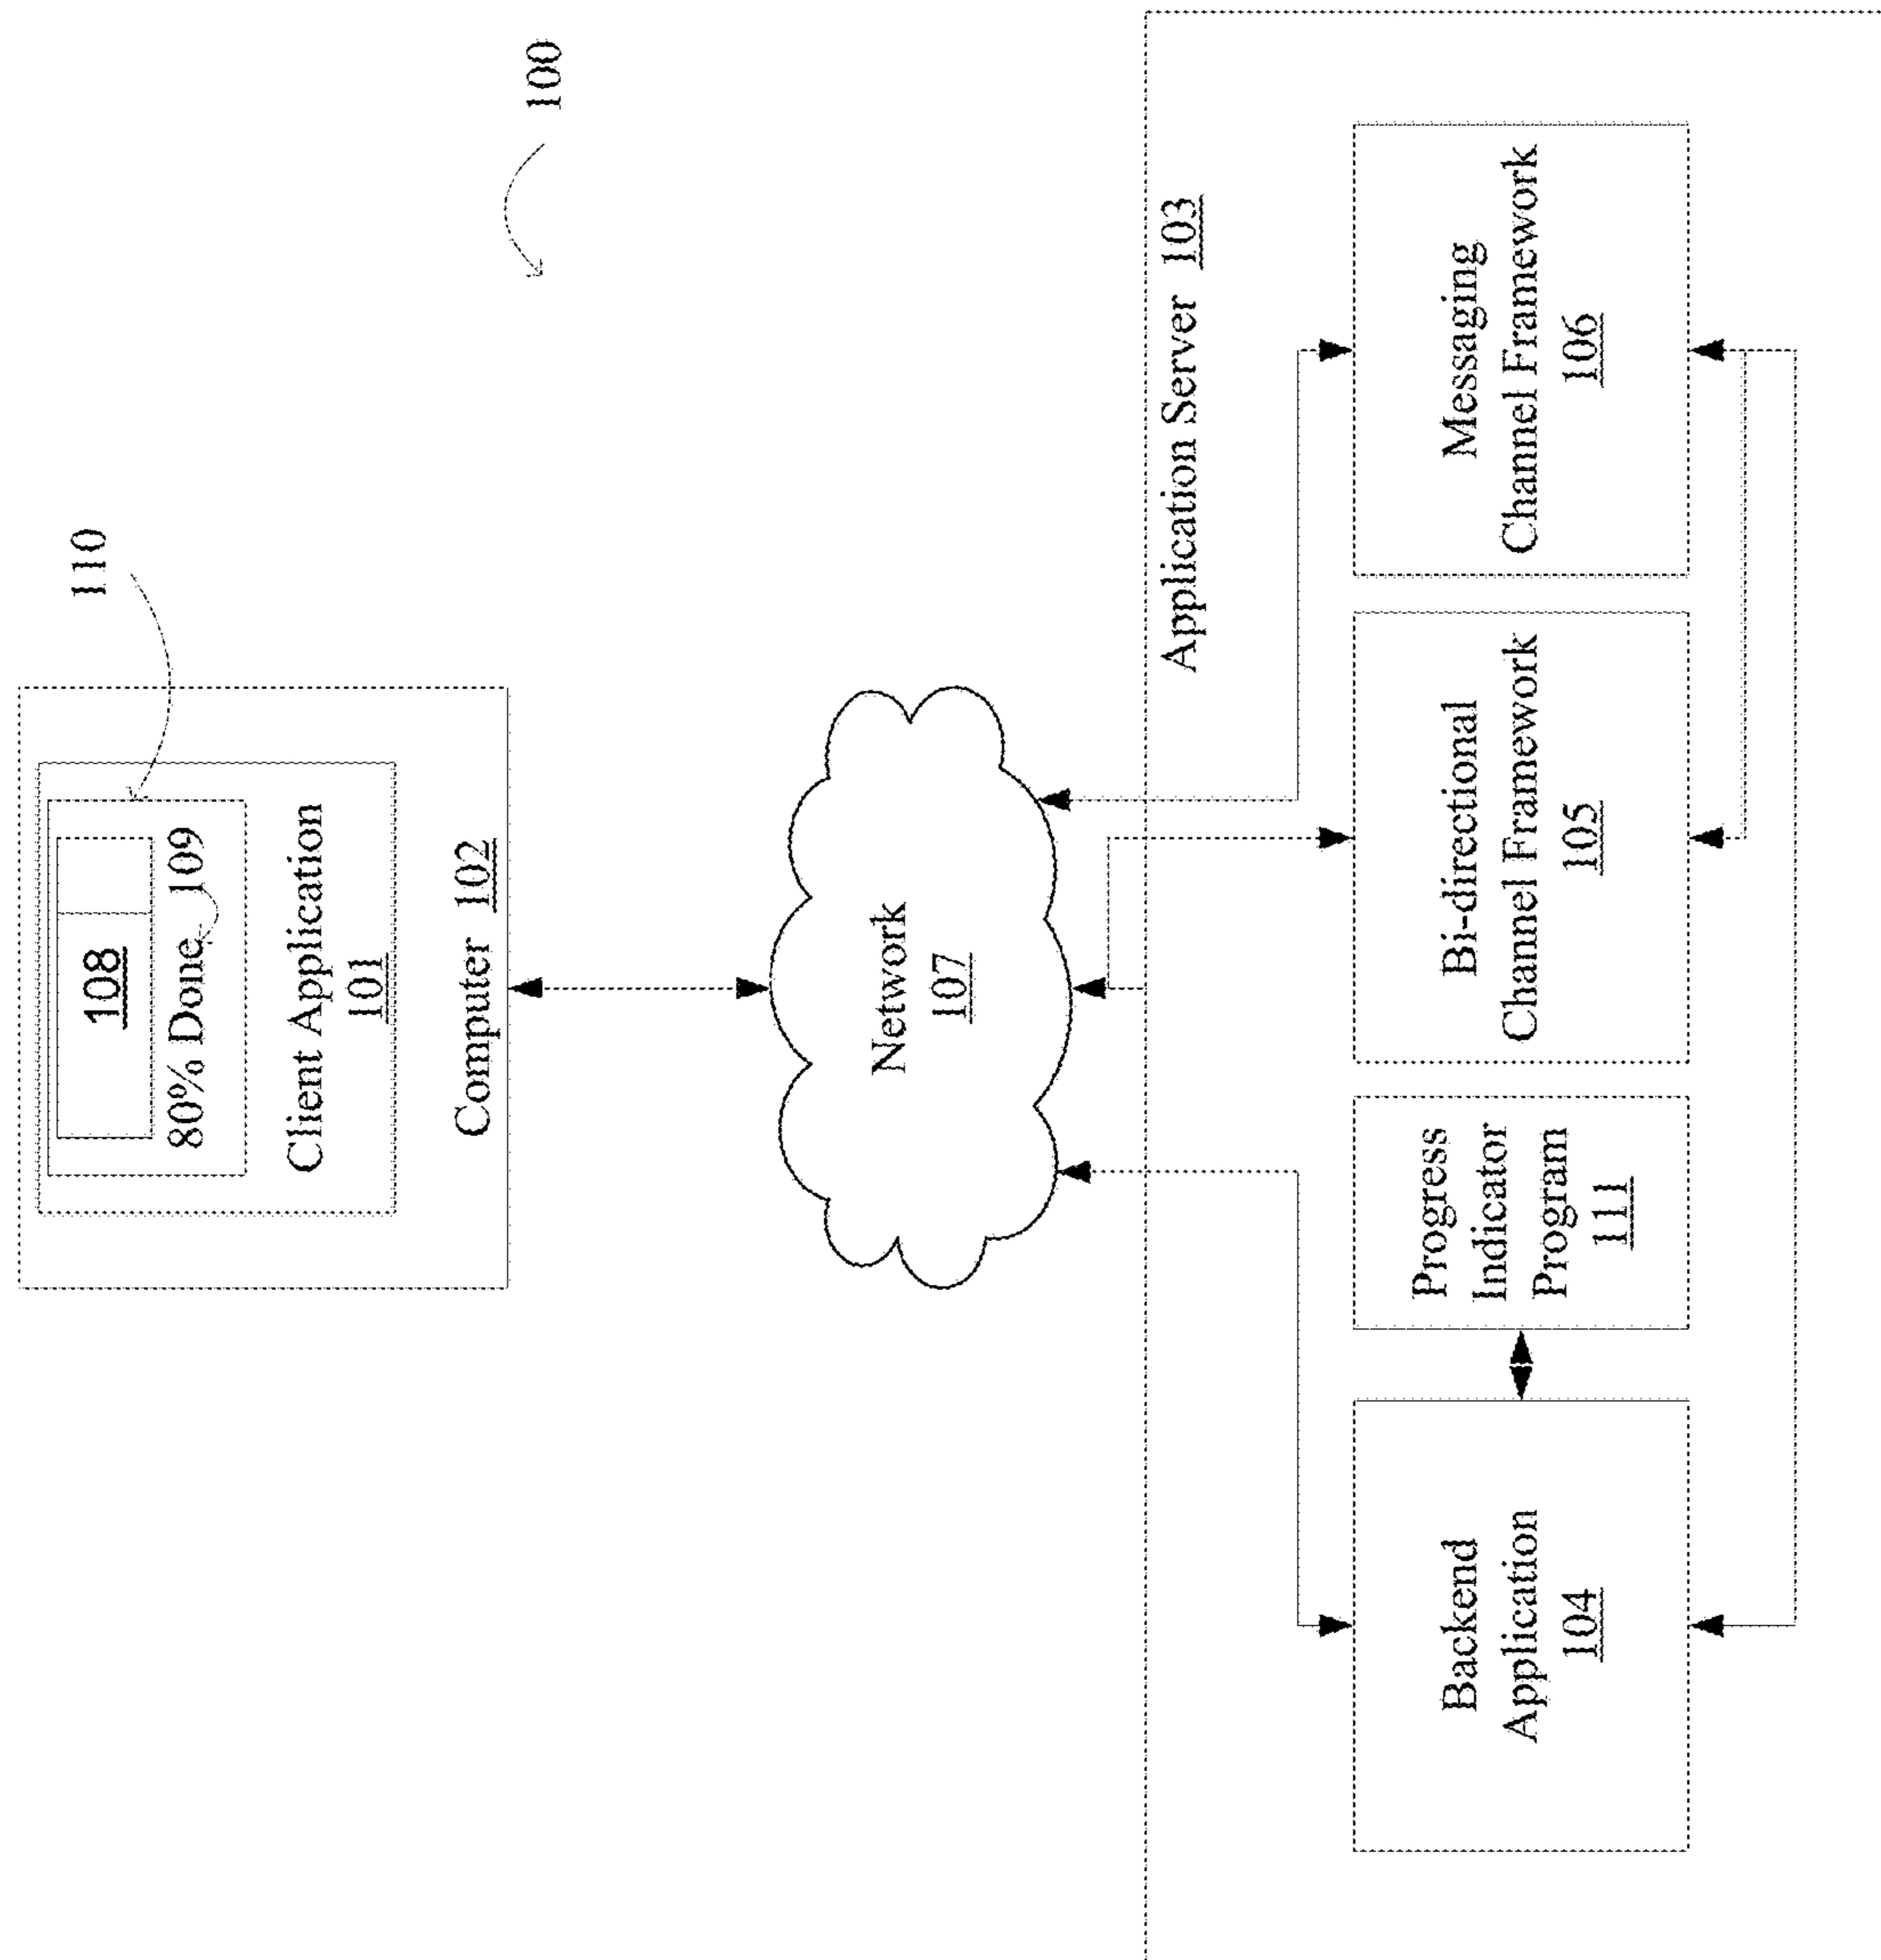 100
110
108
80% Done
109
Client Application
101
Computer 102
Network
107
Application Server 103
Backend
Application
104
Progress
Indicator
Program
111
Bi-directional
Channel Framework
105
Messaging
Channel Framework
106